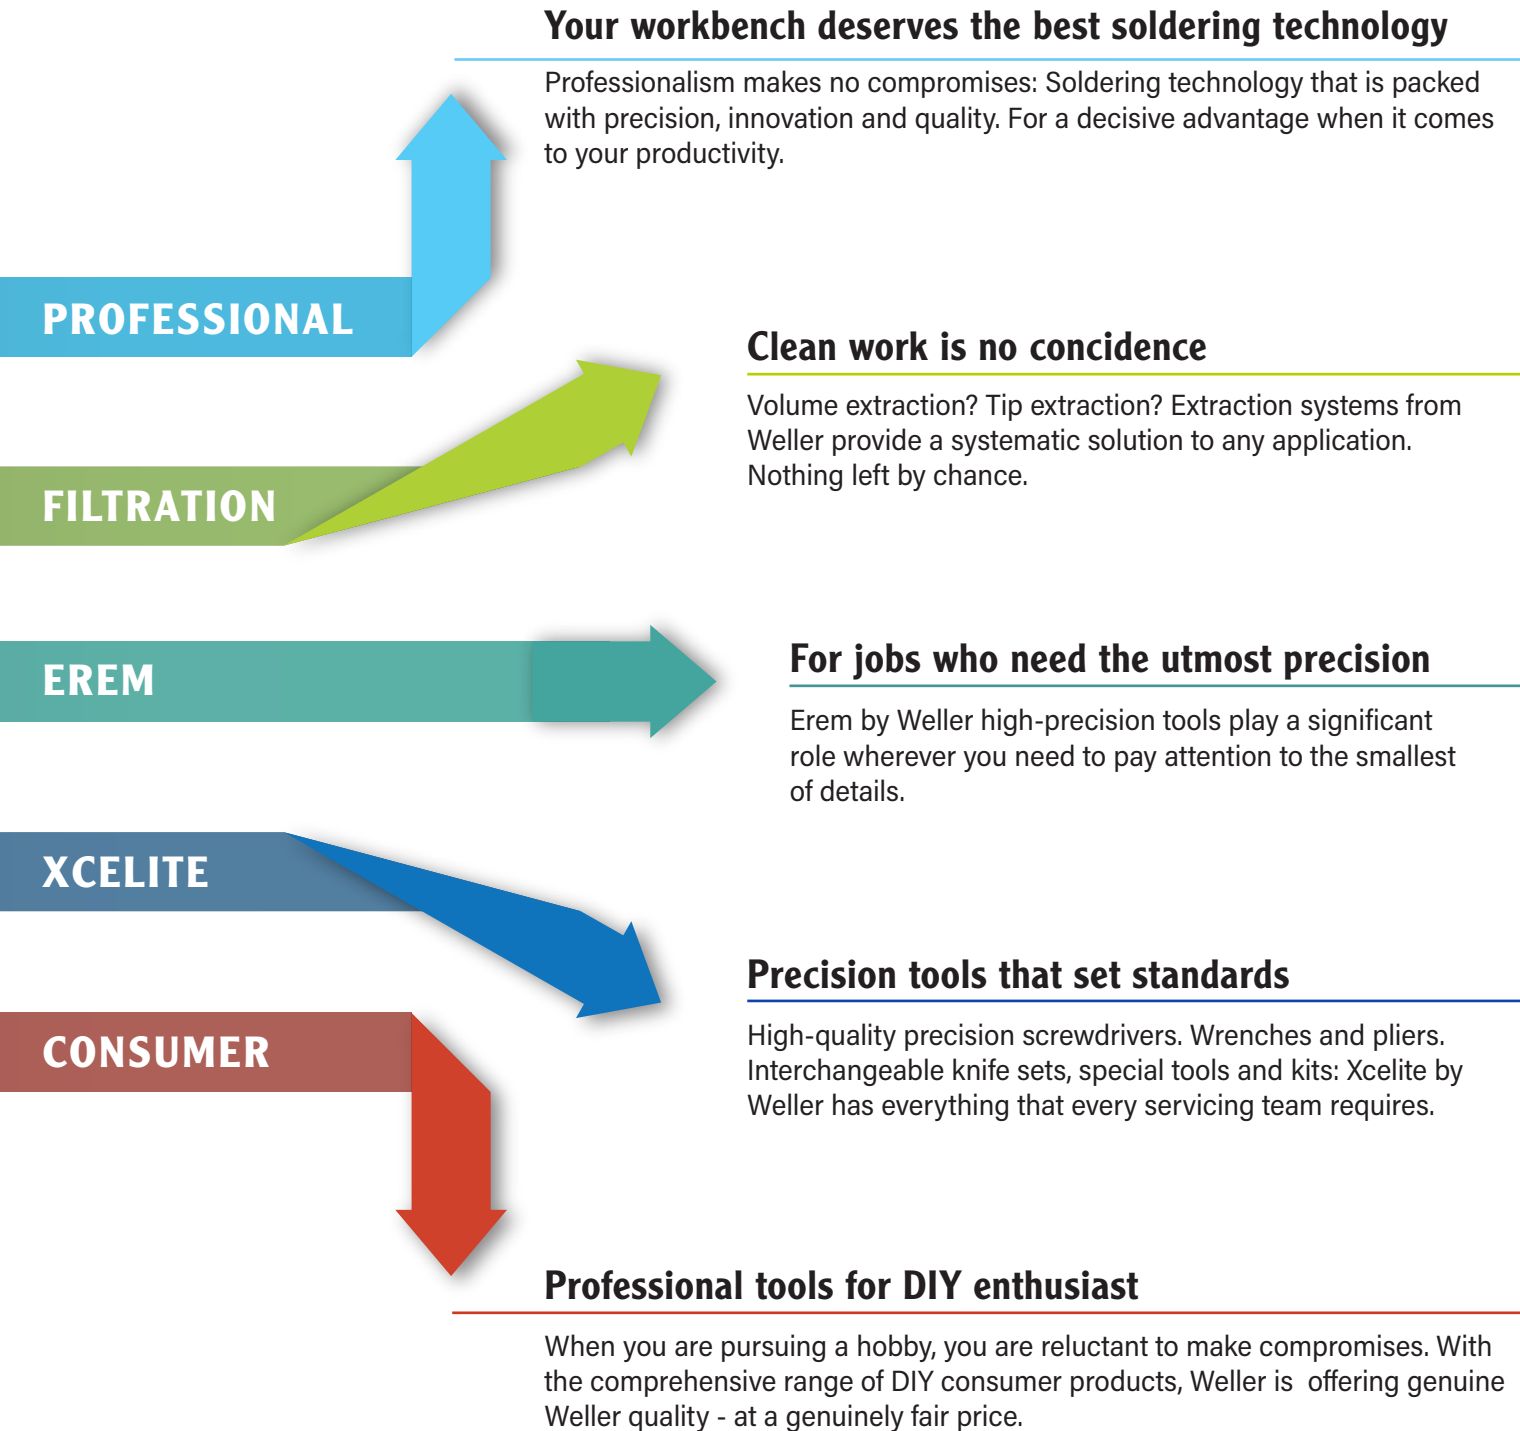 Your workbench deserves the best soldering technology
Professionalism makes no compromises: Soldering technology that is packed
with precision, innovation and quality. For a decisive advantage when it comes
to your productivity.
PROFESSIONAL
Clean work is no concidence
Volume extraction? Tip extraction? Extraction systems from
Weller provide a systematic solution to any application.
Nothing left by chance.
FILTRATION
For jobs who need the utmost precision
EREM
Erem by Weller high-precision tools play a significant
role wherever you need to pay attention to the smallest
of details.
XCELITE
Precision tools that set standards
High-quality precision screwdrivers. Wrenches and pliers.
Interchangeable knife sets, special tools and kits: Xcelite by
Weller has everything that every servicing team requires.
CONSUMER
Professional tools for DIY enthusiast
When you are pursuing a hobby, you are reluctant to make compromises. With
the comprehensive range of DIY consumer products, Weller is  offering genuine
Weller quality - at a genuinely fair price.